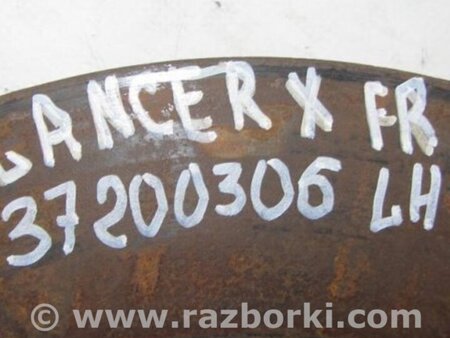 LANCER X FR
37200306 LH
© www.razborki.com